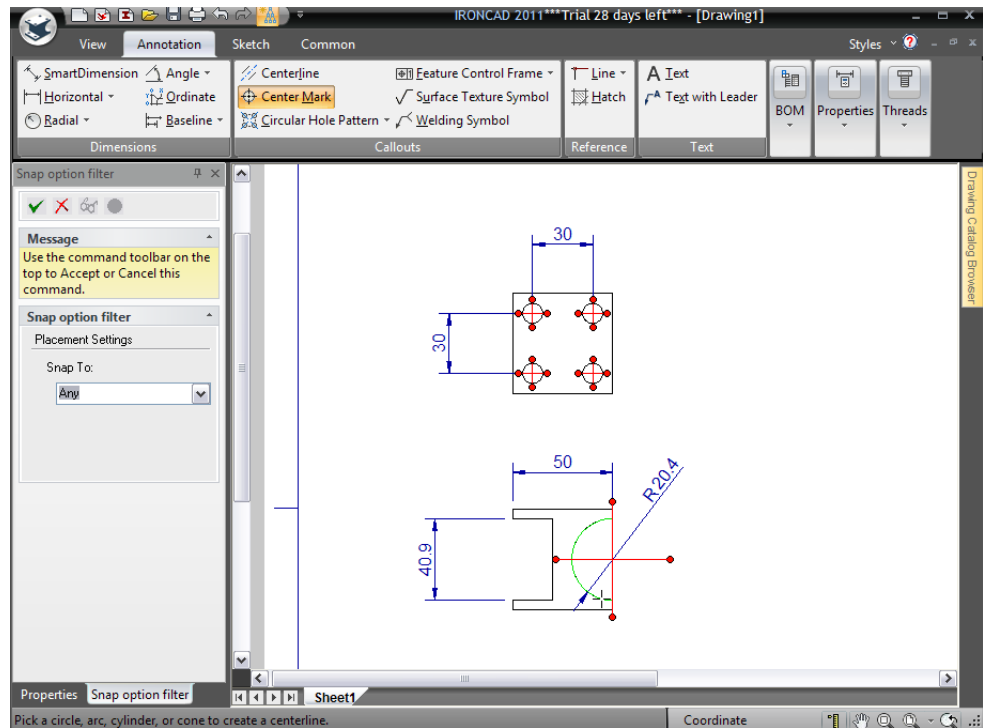 IRONCAD 2011***Trial 28 days left*** - [Drawing1]
View Annotation Sketch Common Styles
SmartDimension Angle
Horizontal Ordinate
Radial Baseline
Dimensions
Centerline Feature Control Frame
Center Mark Surface Texture Symbol
Circular Hole Pattern Welding Symbol
Callouts
Line
Hatch
Reference
A Text
Text with Leader
Text
BOM
Properties
Threads
Snap option filter
Message
Use the command toolbar on the
top to Accept or Cancel this
command.
Snap option filter
Placement Settings
Snap To:
Any
30
30
50
R 20.4
40.9
Drawing Catalog Browser
Properties Snap option filter
Sheet1
Pick a circle, arc, cylinder, or cone to create a centerline.
Coordinate